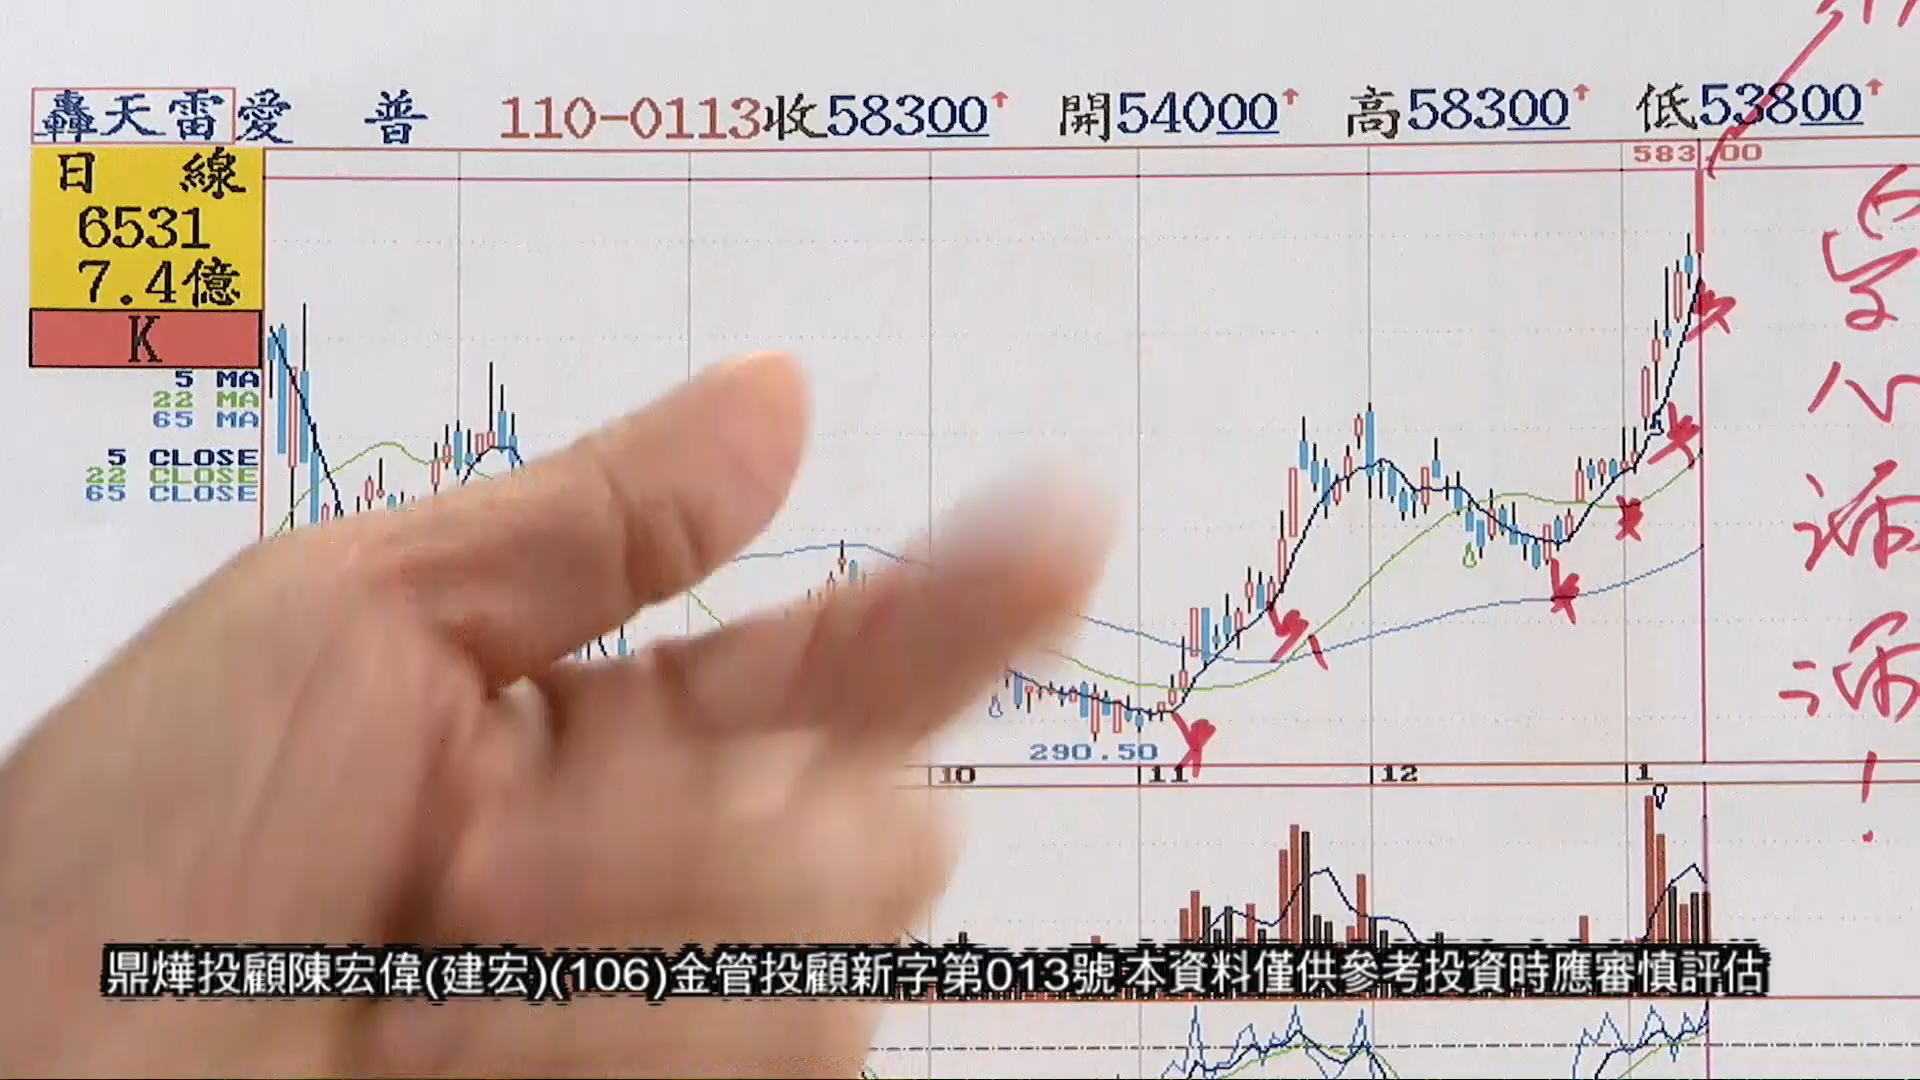 轟天雷愛 普 110-0113收58300↑ 開54000↑ 高58300↑ 低53800↑
日 線
6531
7.4億
K
5 MA
22 MA
65 MA
5 CLOSE
22 CLOSE
65 CLOSE
583.00
290.50
10 11 12 1
鼎燁投顧陳宏偉(建宏)(106)金管投顧新字第013號 本資料僅供參考投資時應審慎評估